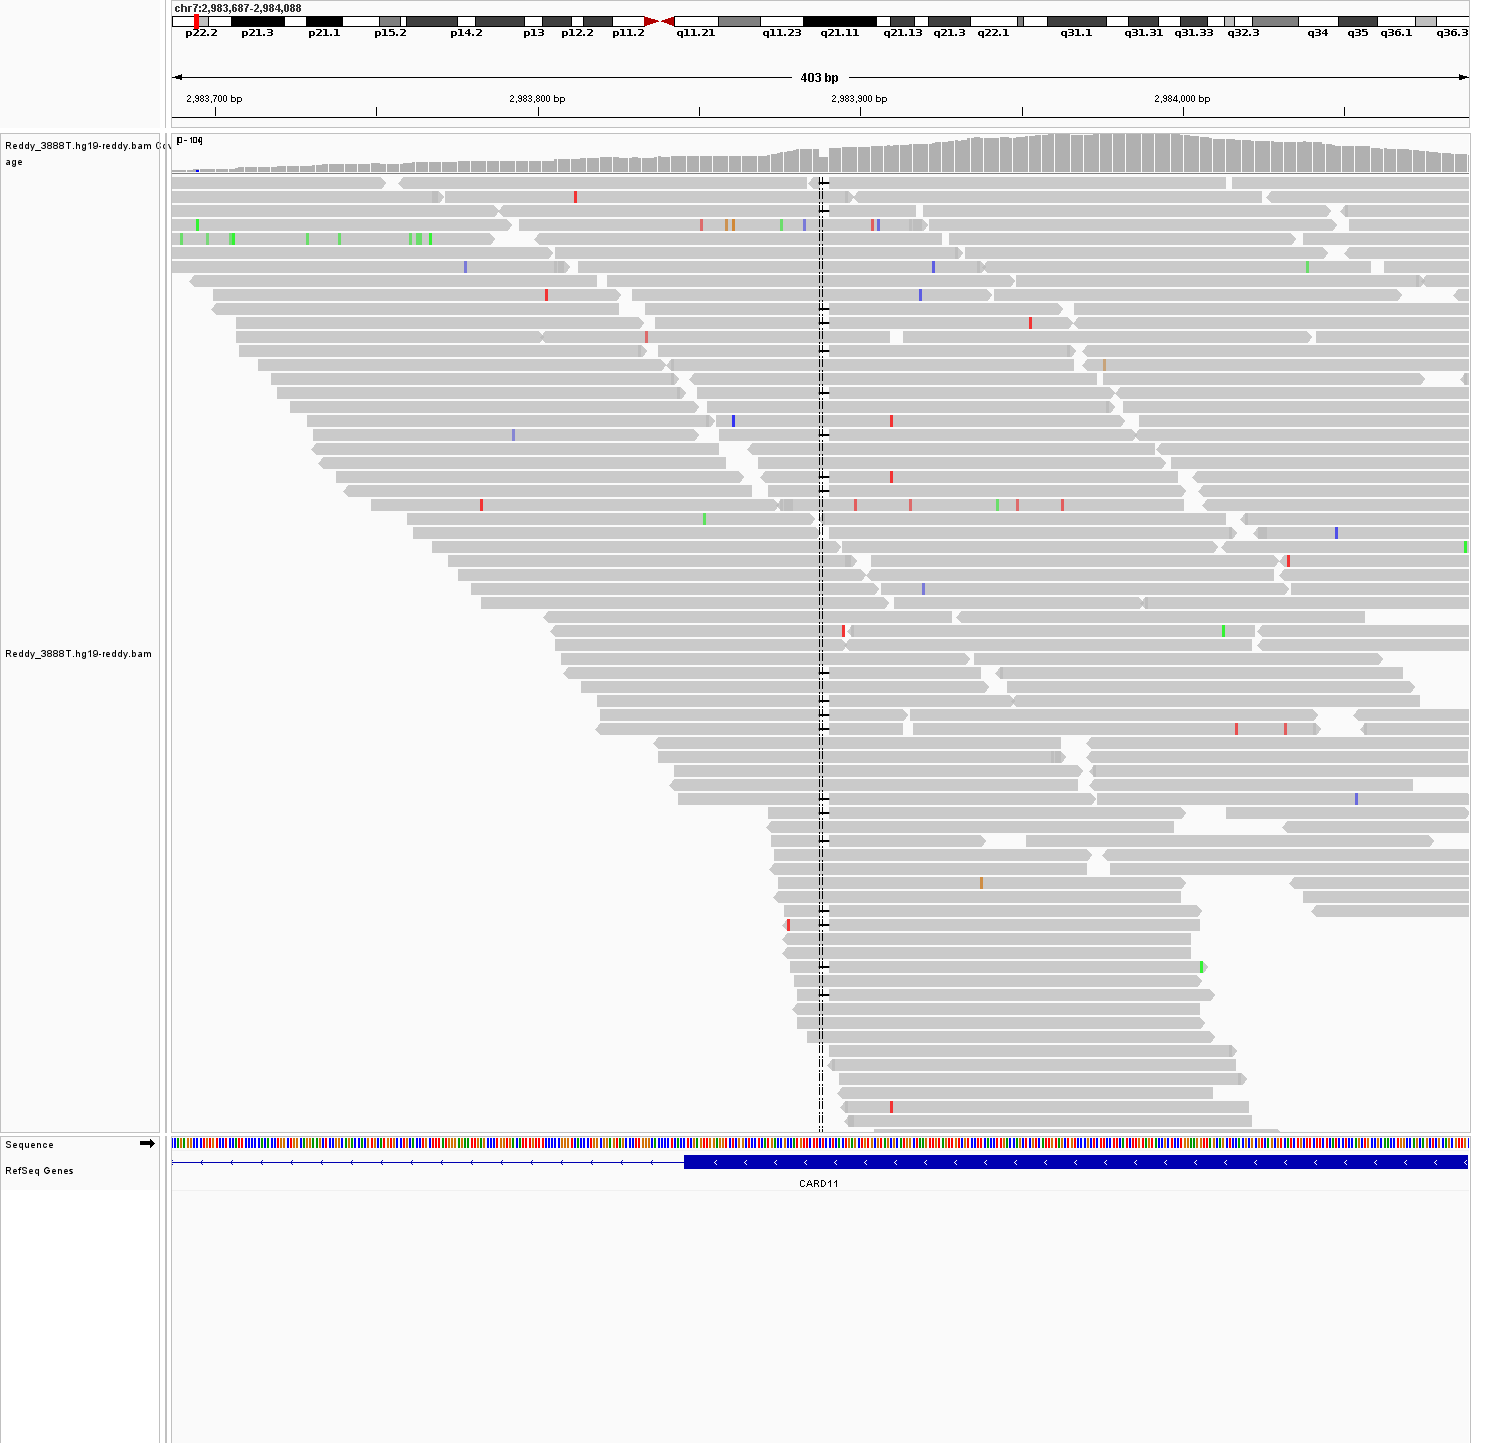 chr7:2,983,687-2,984,088
p22.2 p21.3 p21.1 p15.2 p14.2 p13 p12.2 p11.2 q11.21 q11.23 q21.11 q21.13 q21.3 q22.1 q31.1 q31.31 q31.33 q32.3 q34 q35 q36.1 q36.3
403 bp
2,983,700 bp 2,983,800 bp 2,983,900 bp 2,984,000 bp
Reddy_3888T.hg19-reddy.bam Cov
age
[0 - 104]
Reddy_3888T.hg19-reddy.bam
Sequence
RefSeq Genes
CARD11